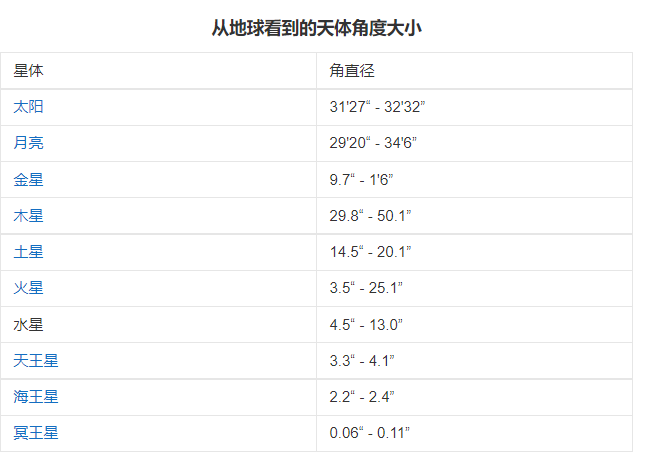 从地球看到的天体角度大小
星体 角直径
太阳 31'27“ - 32'32”
月亮 29'20“ - 34'6”
金星 9.7“ - 1'6”
木星 29.8“ - 50.1”
土星 14.5“ - 20.1”
火星 3.5“ - 25.1”
水星 4.5“ - 13.0”
天王星 3.3“ - 4.1”
海王星 2.2“ - 2.4”
冥王星 0.06“ - 0.11”